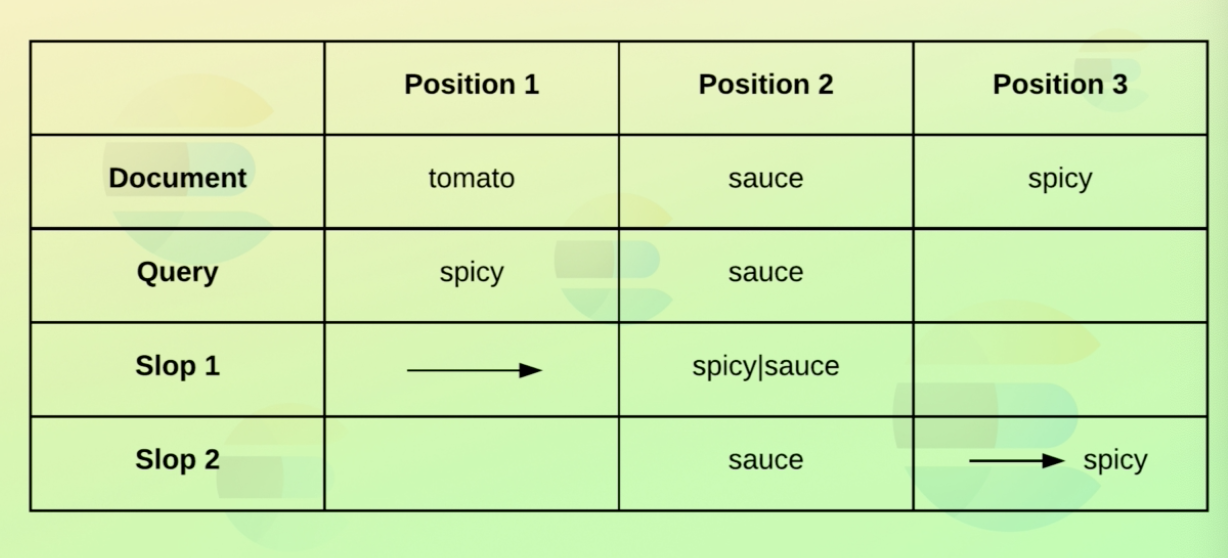 Position 1 Position 2 Position 3
Document tomato sauce spicy
Query spicy sauce
Slop 1 spicy|sauce
Slop 2 sauce spicy